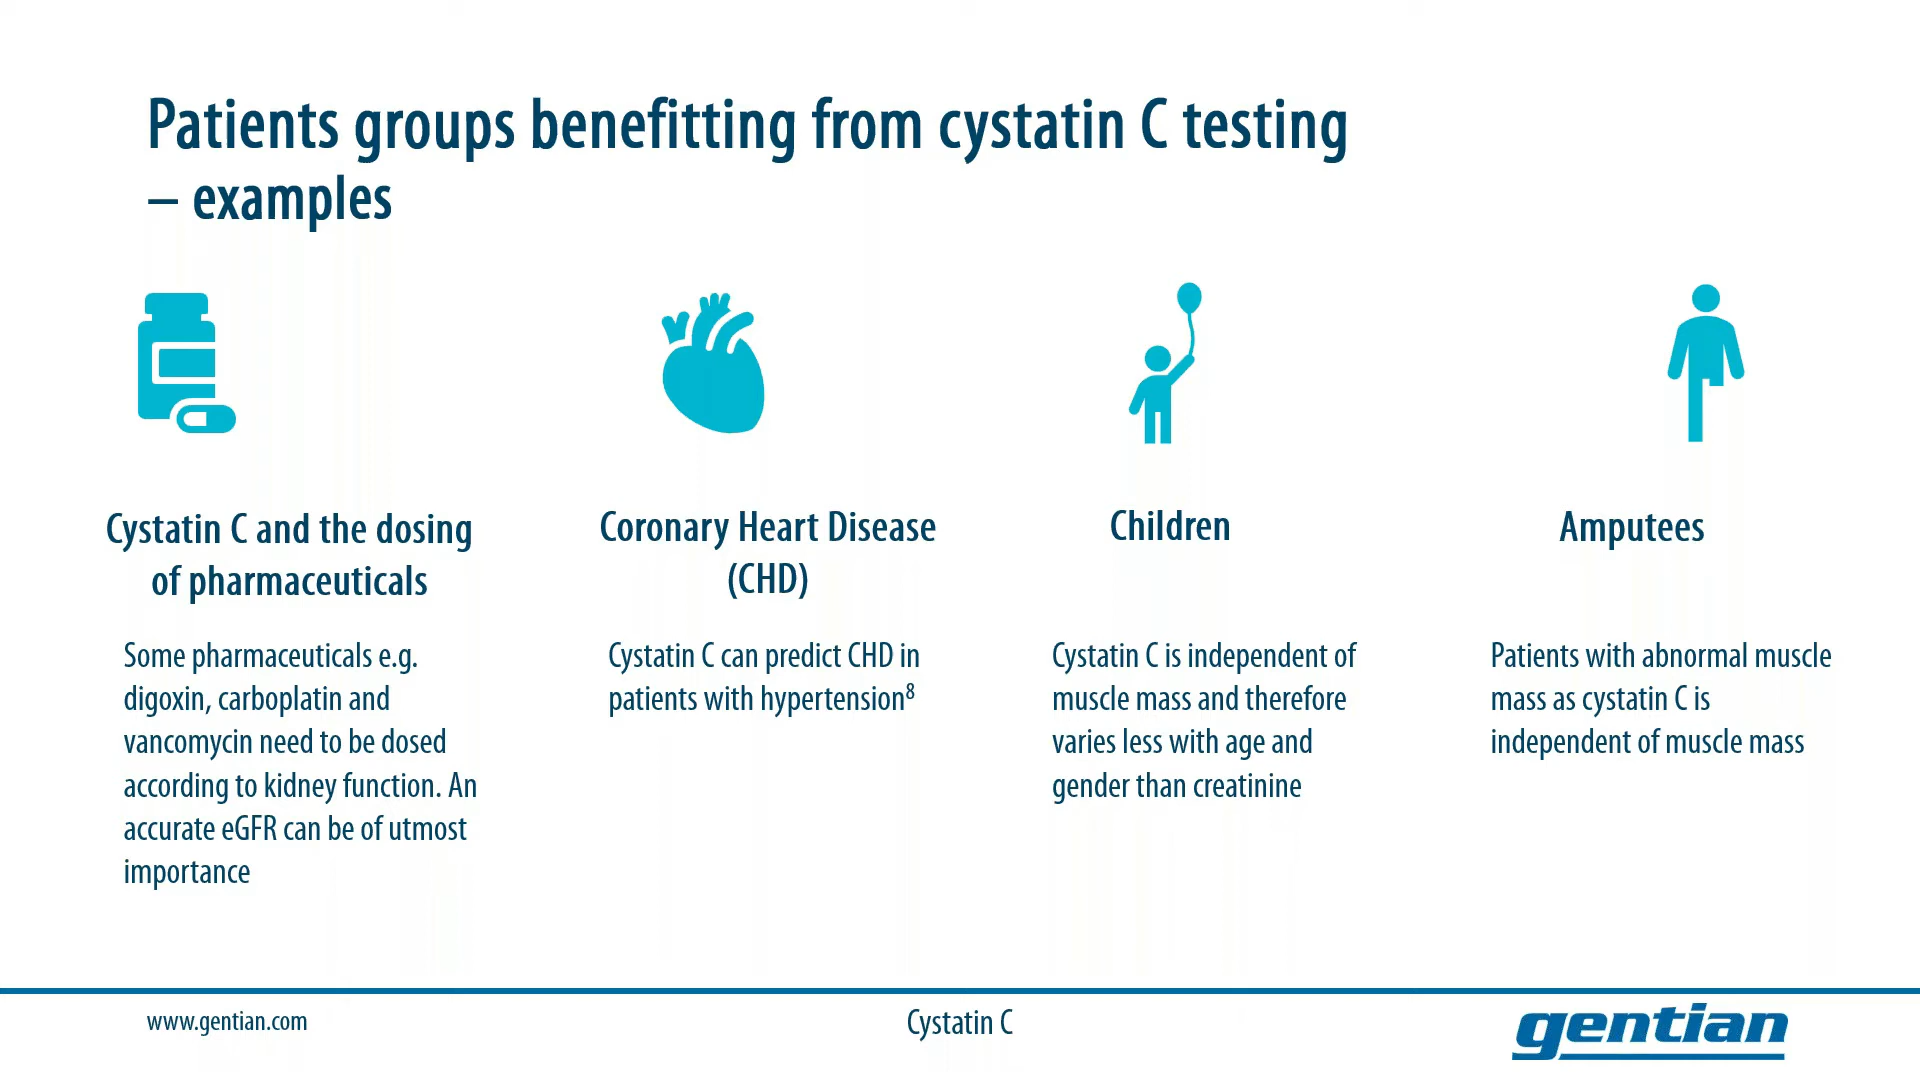 Patients groups benefitting from cystatin C testing
– examples
Cystatin C and the dosing
of pharmaceuticals
Some pharmaceuticals e.g.
digoxin, carboplatin and
vancomycin need to be dosed
according to kidney function. An
accurate eGFR can be of utmost
importance
Coronary Heart Disease
(CHD)
Cystatin C can predict CHD in
patients with hypertension⁸
Children
Cystatin C is independent of
muscle mass and therefore
varies less with age and
gender than creatinine
Amputees
Patients with abnormal muscle
mass as cystatin C is
independent of muscle mass
www.gentian.com
Cystatin C
gentian